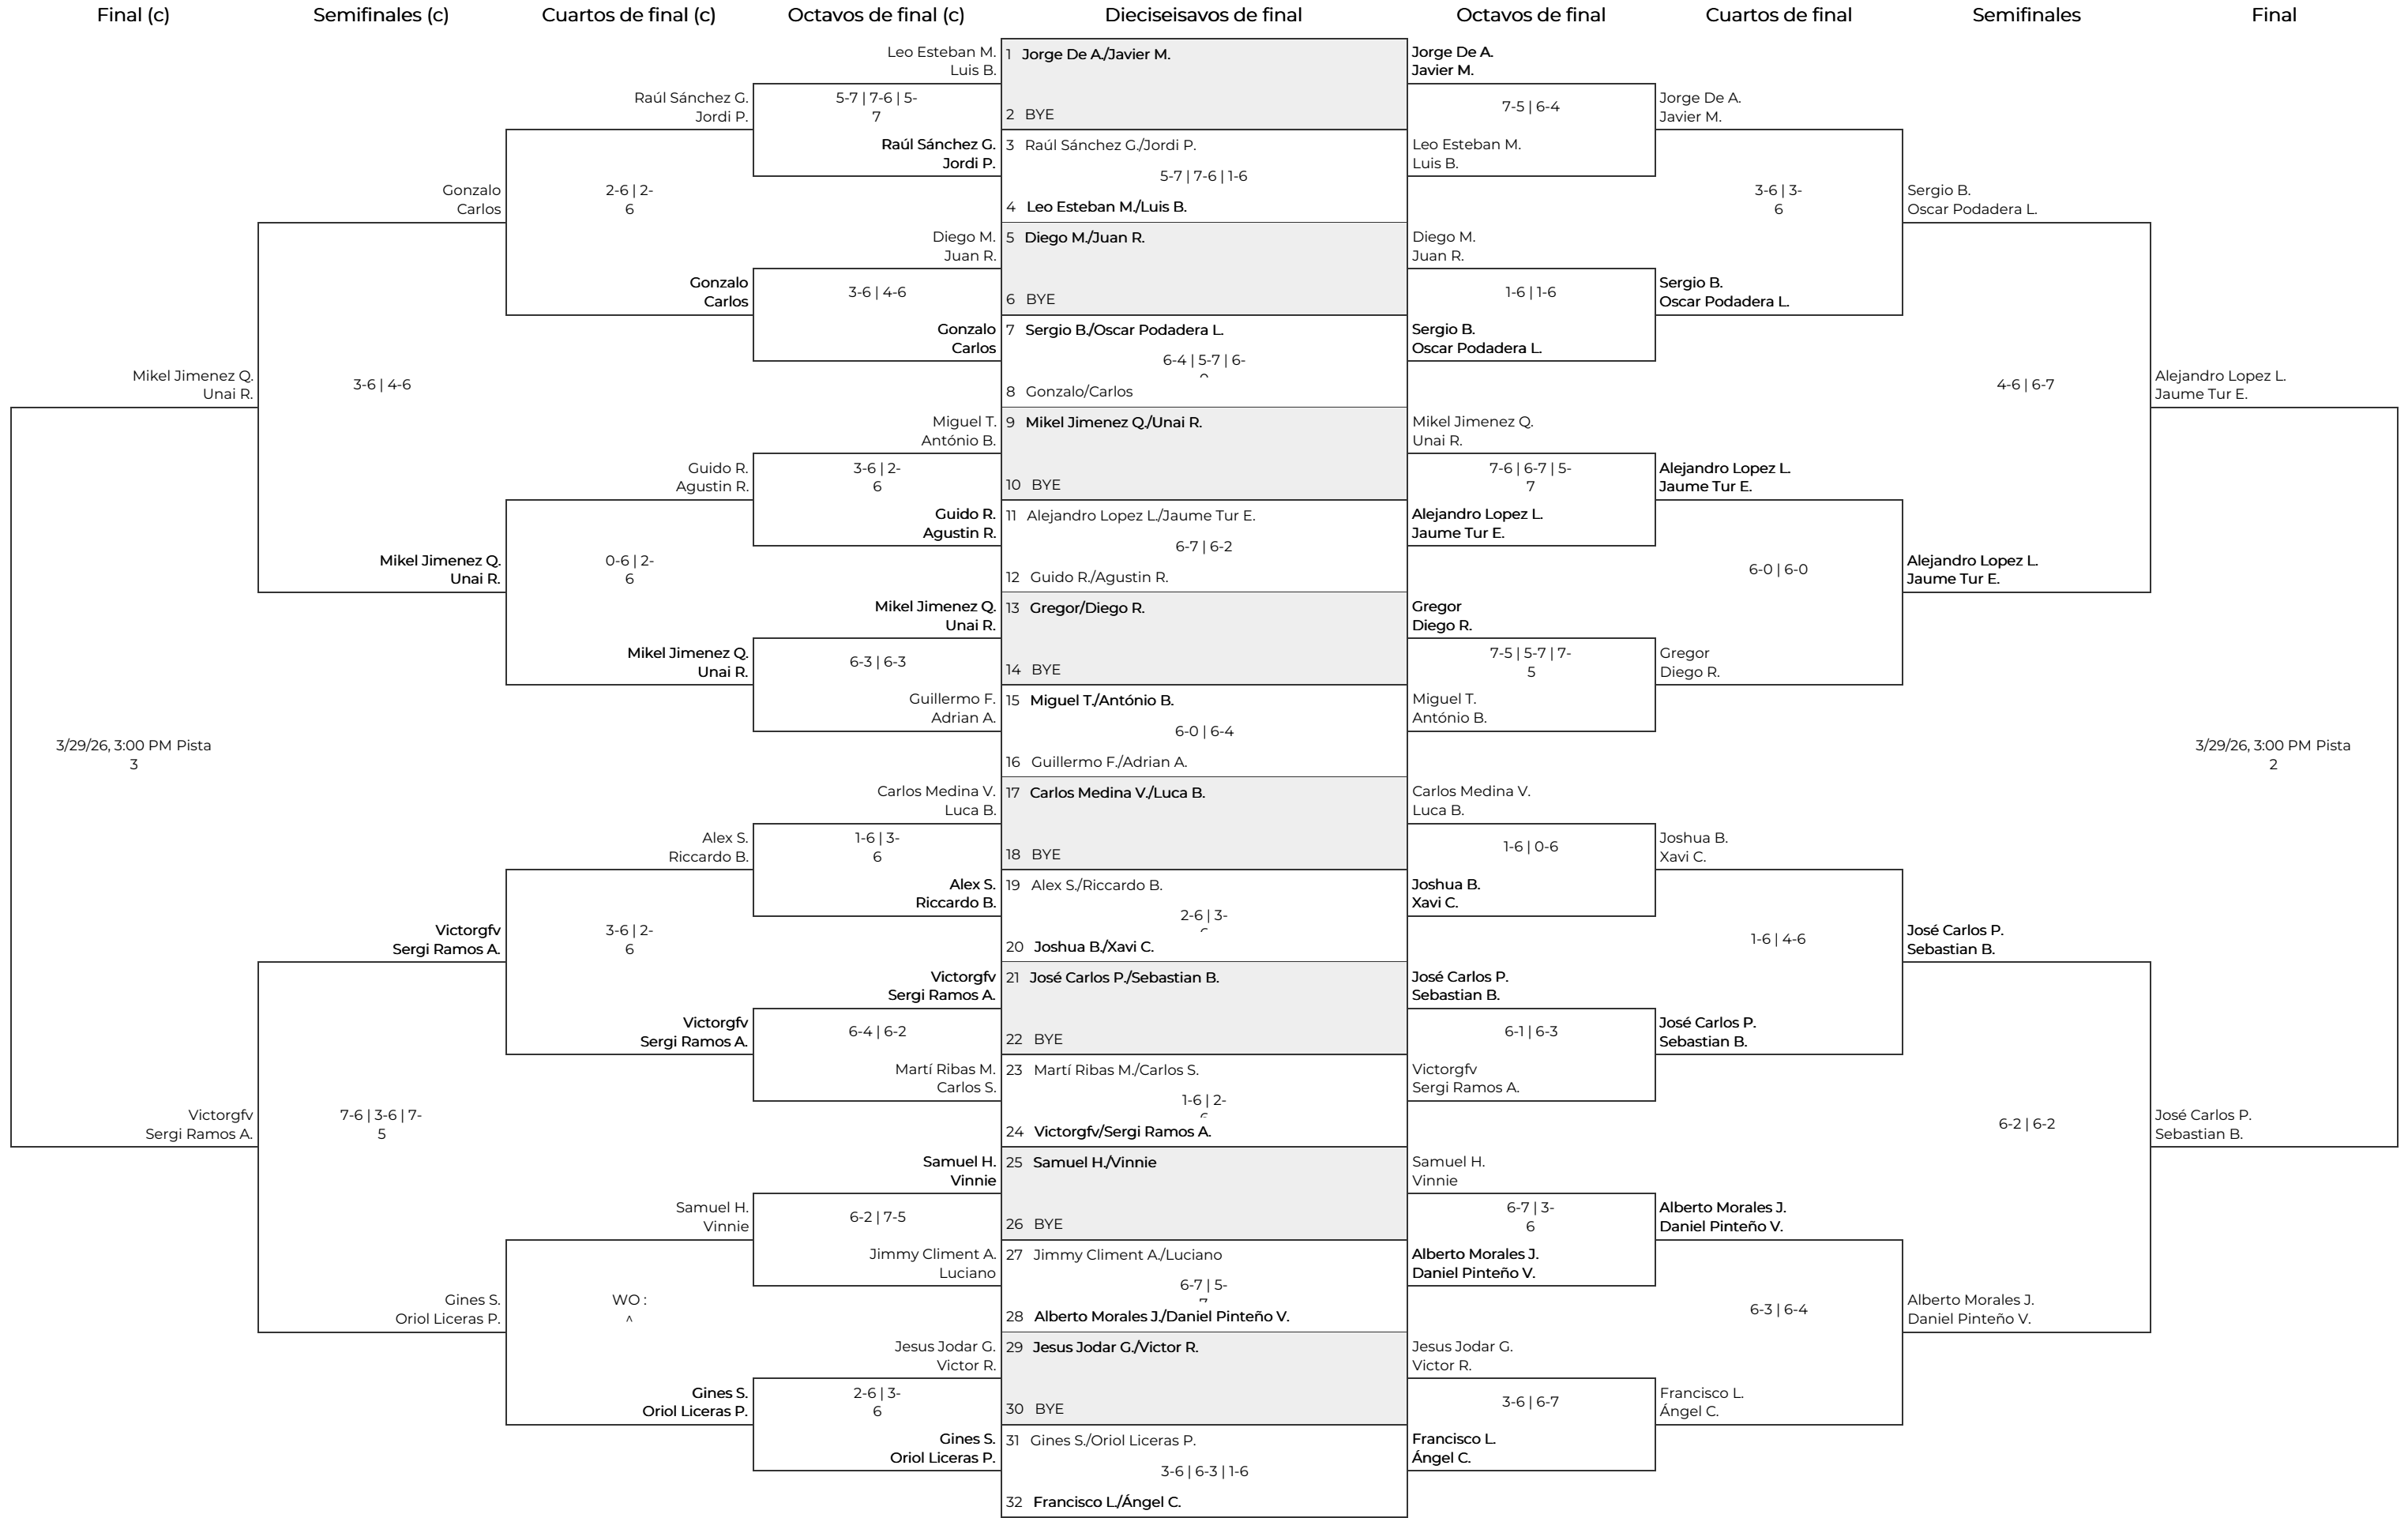 Final (c)
Semifinales (c)
Cuartos de final (c)
Octavos de final (c)
Dieciseisavos de final
Octavos de final
Cuartos de final
Semifinales
Final
Mikel Jimenez Q.
Unai R.
3/29/26, 3:00 PM Pista
3
Victorgfv
Sergi Ramos A.
Gonzalo
Carlos
3-6 | 4-6
Mikel Jimenez Q.
Unai R.
Victorgfv
Sergi Ramos A.
7-6 | 3-6 | 7-
5
Gines S.
Oriol Liceras P.
Raúl Sánchez G.
Jordi P.
2-6 | 2-
6
Gonzalo
Carlos
Guido R.
Agustin R.
0-6 | 2-
6
Mikel Jimenez Q.
Unai R.
Alex S.
Riccardo B.
3-6 | 2-
6
Victorgfv
Sergi Ramos A.
Samuel H.
Vinnie
WO :
^
Gines S.
Oriol Liceras P.
Leo Esteban M.
Luis B.
5-7 | 7-6 | 5-
7
Raúl Sánchez G.
Jordi P.
Diego M.
Juan R.
3-6 | 4-6
Gonzalo
Carlos
Miguel T.
António B.
3-6 | 2-
6
Guido R.
Agustin R.
Mikel Jimenez Q.
Unai R.
6-3 | 6-3
Guillermo F.
Adrian A.
Carlos Medina V.
Luca B.
1-6 | 3-
6
Alex S.
Riccardo B.
Victorgfv
Sergi Ramos A.
6-4 | 6-2
Martí Ribas M.
Carlos S.
Samuel H.
Vinnie
6-2 | 7-5
Jimmy Climent A.
Luciano
Jesus Jodar G.
Victor R.
2-6 | 3-
6
Gines S.
Oriol Liceras P.
1 Jorge De A./Javier M.
2 BYE
3 Raúl Sánchez G./Jordi P.
5-7 | 7-6 | 1-6
4 Leo Esteban M./Luis B.
5 Diego M./Juan R.
6 BYE
7 Sergio B./Oscar Podadera L.
6-4 | 5-7 | 6-
8 Gonzalo/Carlos
9 Mikel Jimenez Q./Unai R.
10 BYE
11 Alejandro Lopez L./Jaume Tur E.
6-7 | 6-2
12 Guido R./Agustin R.
13 Gregor/Diego R.
14 BYE
15 Miguel T./António B.
6-0 | 6-4
16 Guillermo F./Adrian A.
17 Carlos Medina V./Luca B.
18 BYE
19 Alex S./Riccardo B.
2-6 | 3-
20 Joshua B./Xavi C.
21 José Carlos P./Sebastian B.
22 BYE
23 Martí Ribas M./Carlos S.
1-6 | 2-
24 Victorgfv/Sergi Ramos A.
25 Samuel H./Vinnie
26 BYE
27 Jimmy Climent A./Luciano
6-7 | 5-
28 Alberto Morales J./Daniel Pinteño V.
29 Jesus Jodar G./Victor R.
30 BYE
31 Gines S./Oriol Liceras P.
3-6 | 6-3 | 1-6
32 Francisco L./Ángel C.
Jorge De A.
Javier M.
7-5 | 6-4
Leo Esteban M.
Luis B.
Diego M.
Juan R.
1-6 | 1-6
Sergio B.
Oscar Podadera L.
Mikel Jimenez Q.
Unai R.
7-6 | 6-7 | 5-
7
Alejandro Lopez L.
Jaume Tur E.
Gregor
Diego R.
7-5 | 5-7 | 7-
5
Miguel T.
António B.
Carlos Medina V.
Luca B.
1-6 | 0-6
Joshua B.
Xavi C.
José Carlos P.
Sebastian B.
6-1 | 6-3
Victorgfv
Sergi Ramos A.
Samuel H.
Vinnie
6-7 | 3-
6
Alberto Morales J.
Daniel Pinteño V.
Jesus Jodar G.
Victor R.
3-6 | 6-7
Francisco L.
Ángel C.
Jorge De A.
Javier M.
3-6 | 3-
6
Sergio B.
Oscar Podadera L.
Alejandro Lopez L.
Jaume Tur E.
6-0 | 6-0
Gregor
Diego R.
Joshua B.
Xavi C.
1-6 | 4-6
José Carlos P.
Sebastian B.
Alberto Morales J.
Daniel Pinteño V.
6-3 | 6-4
Francisco L.
Ángel C.
Sergio B.
Oscar Podadera L.
4-6 | 6-7
Alejandro Lopez L.
Jaume Tur E.
José Carlos P.
Sebastian B.
6-2 | 6-2
Alberto Morales J.
Daniel Pinteño V.
Alejandro Lopez L.
Jaume Tur E.
3/29/26, 3:00 PM Pista
2
José Carlos P.
Sebastian B.